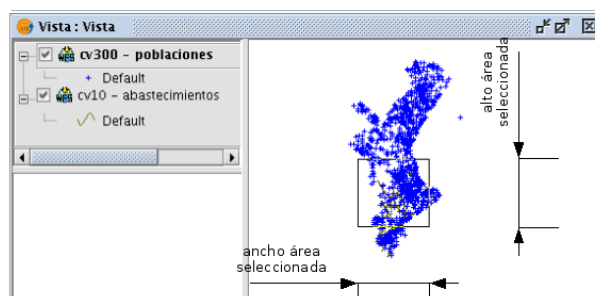 Vista : Vista
cv300 - poblaciones
Default
cv10 - abastecimientos
Default
alto área
seleccionada
ancho área
seleccionada